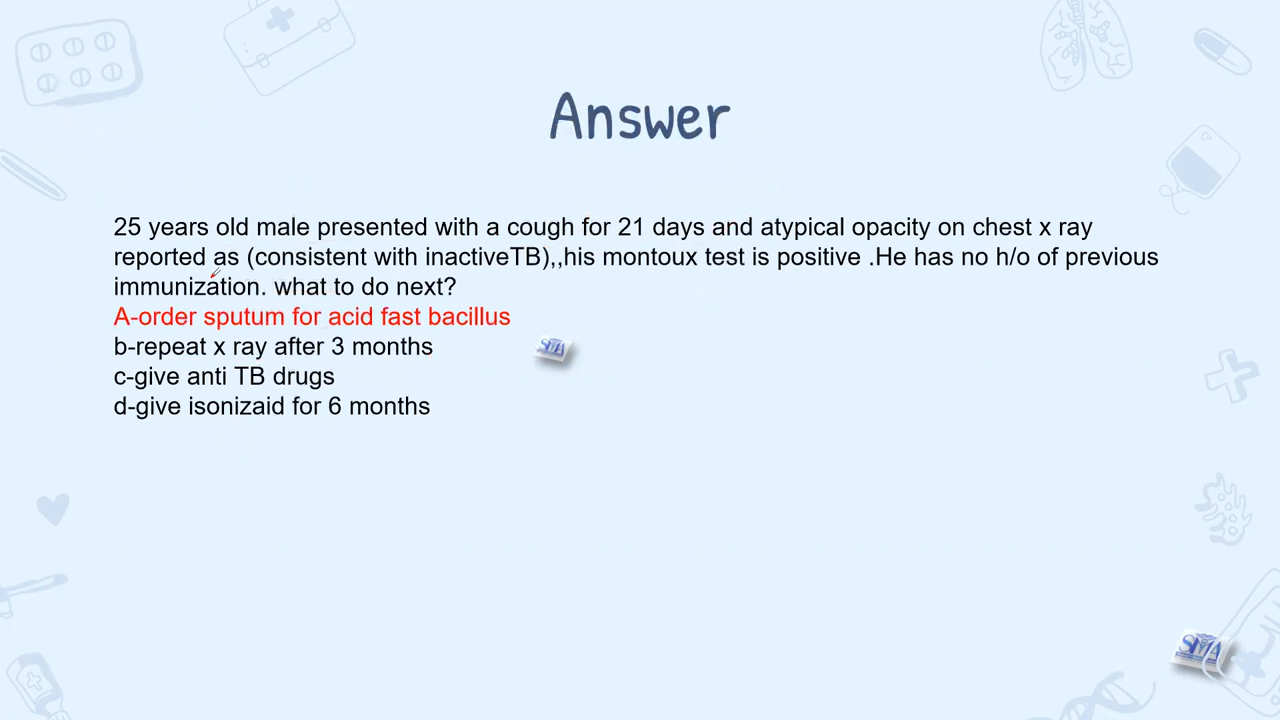 Answer
25 years old male presented with a cough for 21 days and atypical opacity on chest x ray
reported as (consistent with inactiveTB),,his montoux test is positive .He has no h/o of previous
immunization. what to do next?
A-order sputum for acid fast bacillus
b-repeat x ray after 3 months
SMA
c-give anti TB drugs
d-give isonizaid for 6 months
SMA